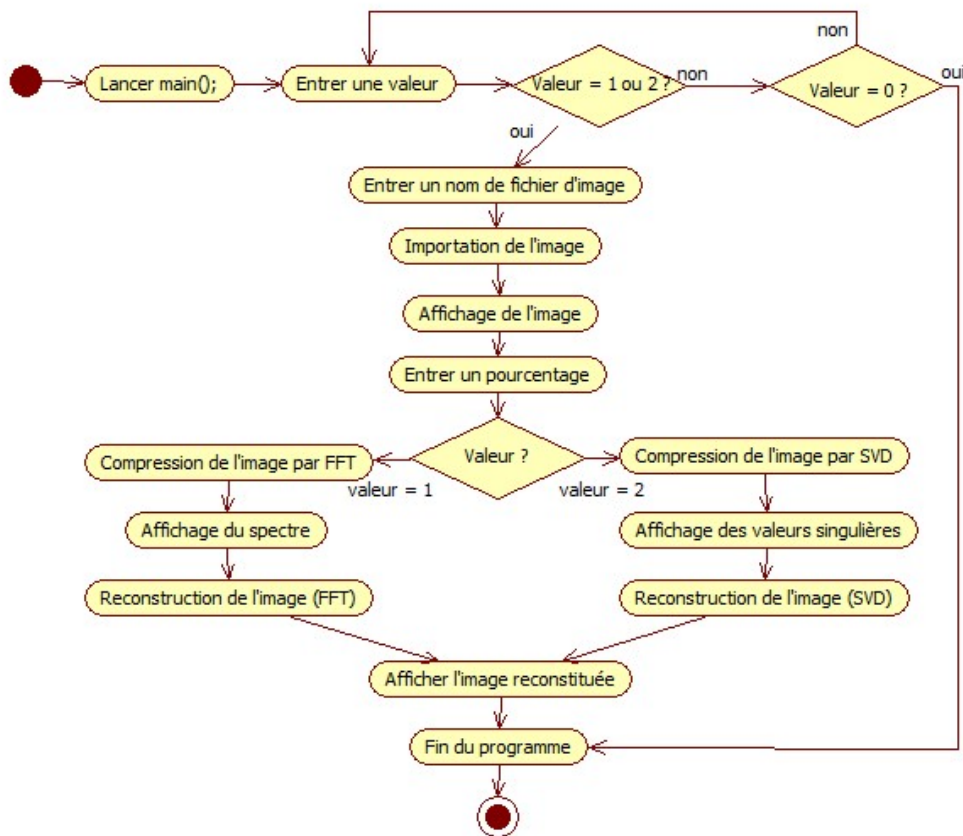 non
Lancer main();
Entrer une valeur
Valeur = 1 ou 2 ?
non
Valeur = 0 ?
oui
oui
Entrer un nom de fichier d'image
Importation de l'image
Affichage de l'image
Entrer un pourcentage
Valeur ?
valeur = 1
valeur = 2
Compression de l'image par FFT
Compression de l'image par SVD
Affichage du spectre
Affichage des valeurs singulières
Reconstruction de l'image (FFT)
Reconstruction de l'image (SVD)
Afficher l'image reconstituée
Fin du programme